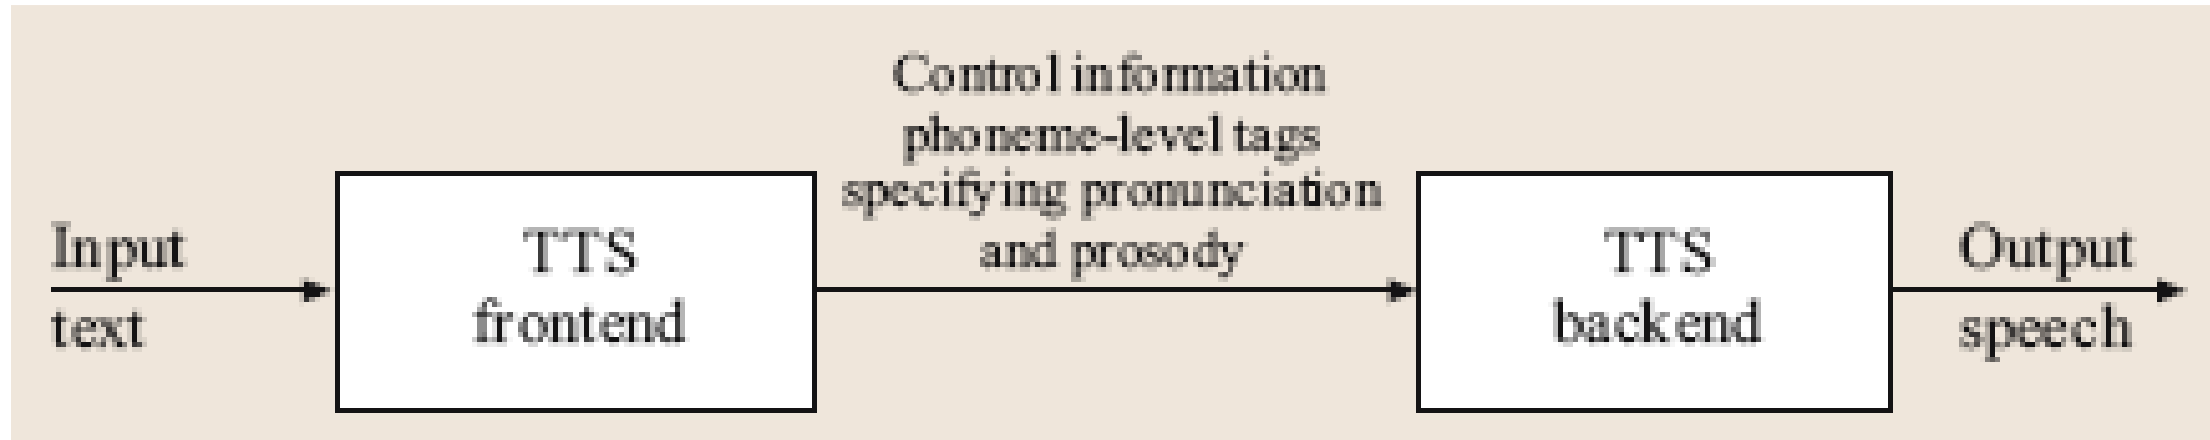 Input
text
TTS
frontend
Control information
phoneme-level tags
specifying pronunciation
and prosody
TTS
backend
Output
speech